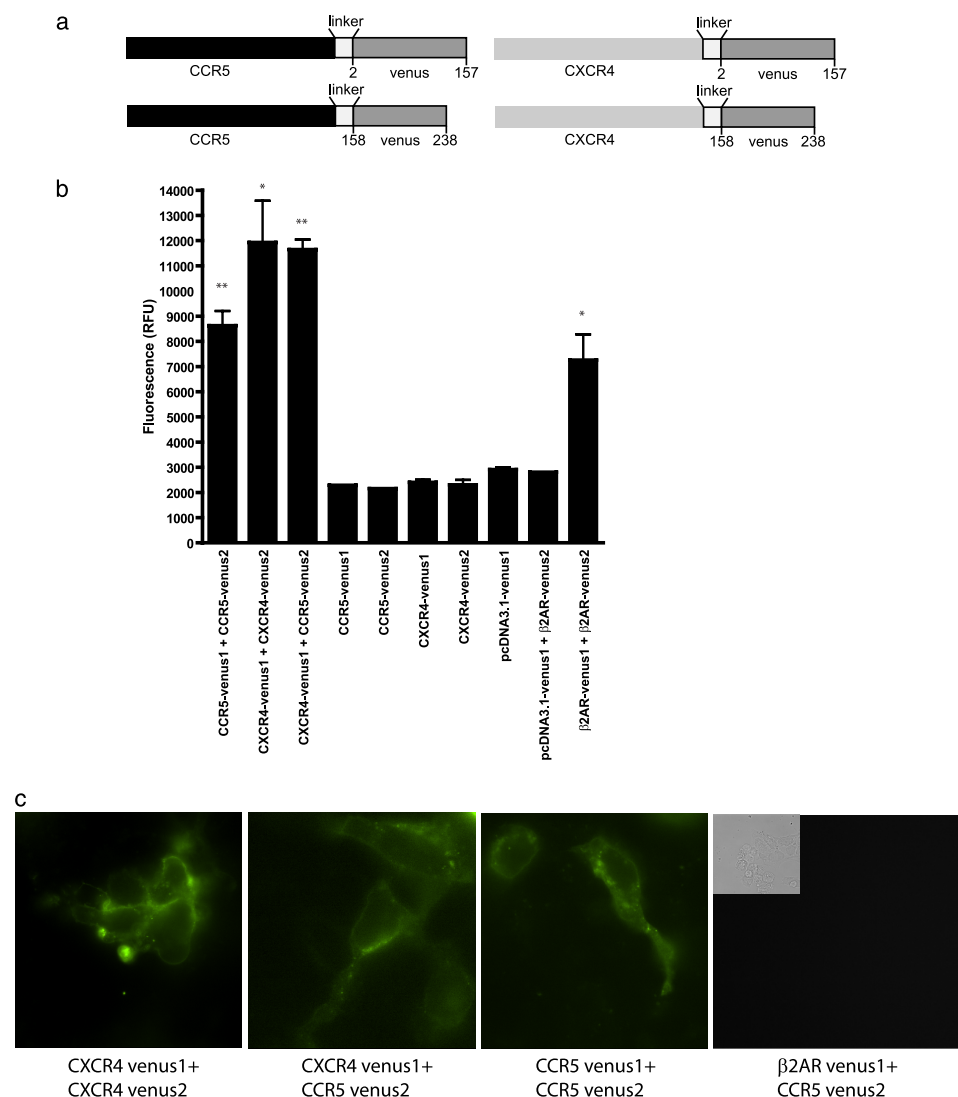 a
linker
linker
CCR5
2
venus
157
CXCR4
2
venus
157
linker
linker
CCR5
158
venus
238
CXCR4
158
venus
238
b
14000
13000
12000
11000
10000
9000
8000
7000
6000
5000
4000
3000
2000
1000
0
Fluorescence (RFU)
**
*
**
*
CCR5-venus1 + CCR5-venus2
CXCR4-venus1 + CXCR4-venus2
CXCR4-venus1 + CCR5-venus2
CCR5-venus1
CCR5-venus2
CXCR4-venus1
CXCR4-venus2
pcDNA3.1-venus1
pcDNA3.1-venus1 + β2AR-venus2
β2AR-venus1 + β2AR-venus2
c
CXCR4 venus1+
CXCR4 venus2
CXCR4 venus1+
CCR5 venus2
CCR5 venus1+
CCR5 venus2
β2AR venus1+
CCR5 venus2